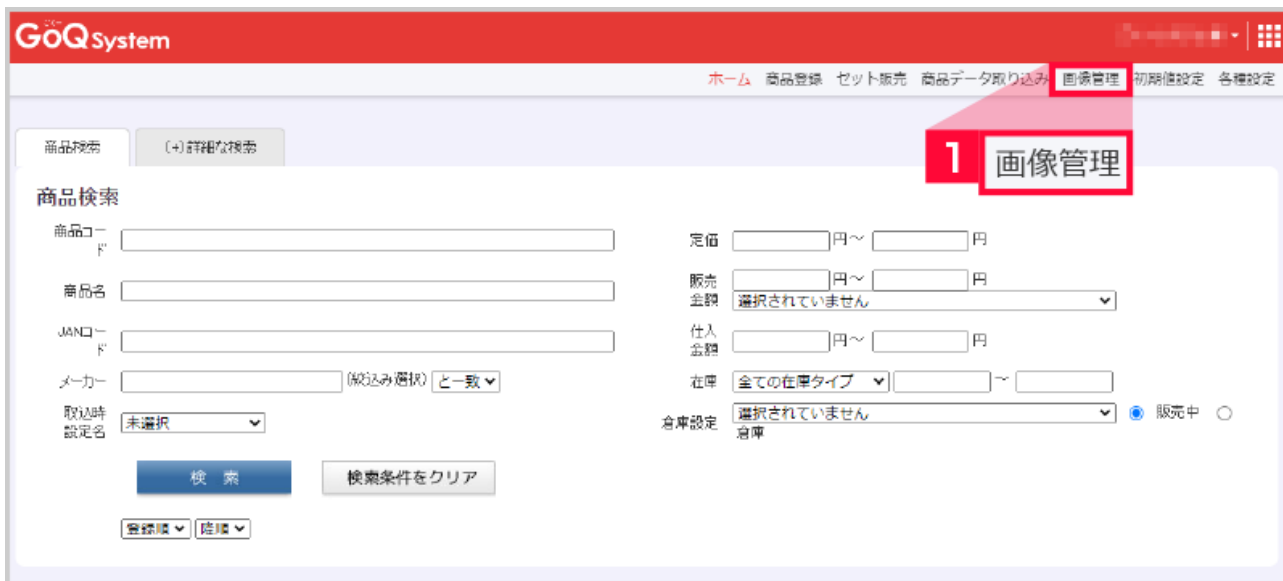 ごくー
GoQSystem
ホーム 商品登録 セット販売 商品データ取り込み 画像管理 初期値設定 各種設定
1 画像管理
商品検索 (+)詳細な検索
商品検索
商品コード
定価 円〜 円
商品名
販売金額 円〜 円
選択されていません
JANコード
仕入金額 円〜 円
メーカー (絞込み選択) と一致
在庫 全ての在庫タイプ 〜
取込時設定名 未選択
倉庫設定 選択されていません 販売中
倉庫
検 索 検索条件をクリア
登録順 降順